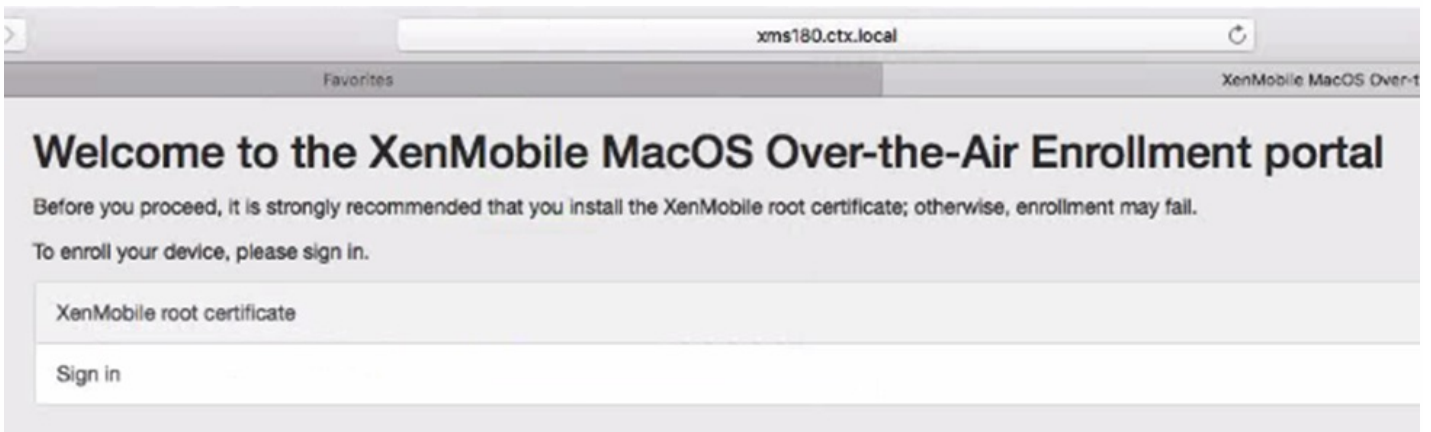 xms180.ctx.local
Favorites
XenMobile MacOS Over-t
Welcome to the XenMobile MacOS Over-the-Air Enrollment portal
Before you proceed, it is strongly recommended that you install the XenMobile root certificate; otherwise, enrollment may fail.
To enroll your device, please sign in.
XenMobile root certificate
Sign in